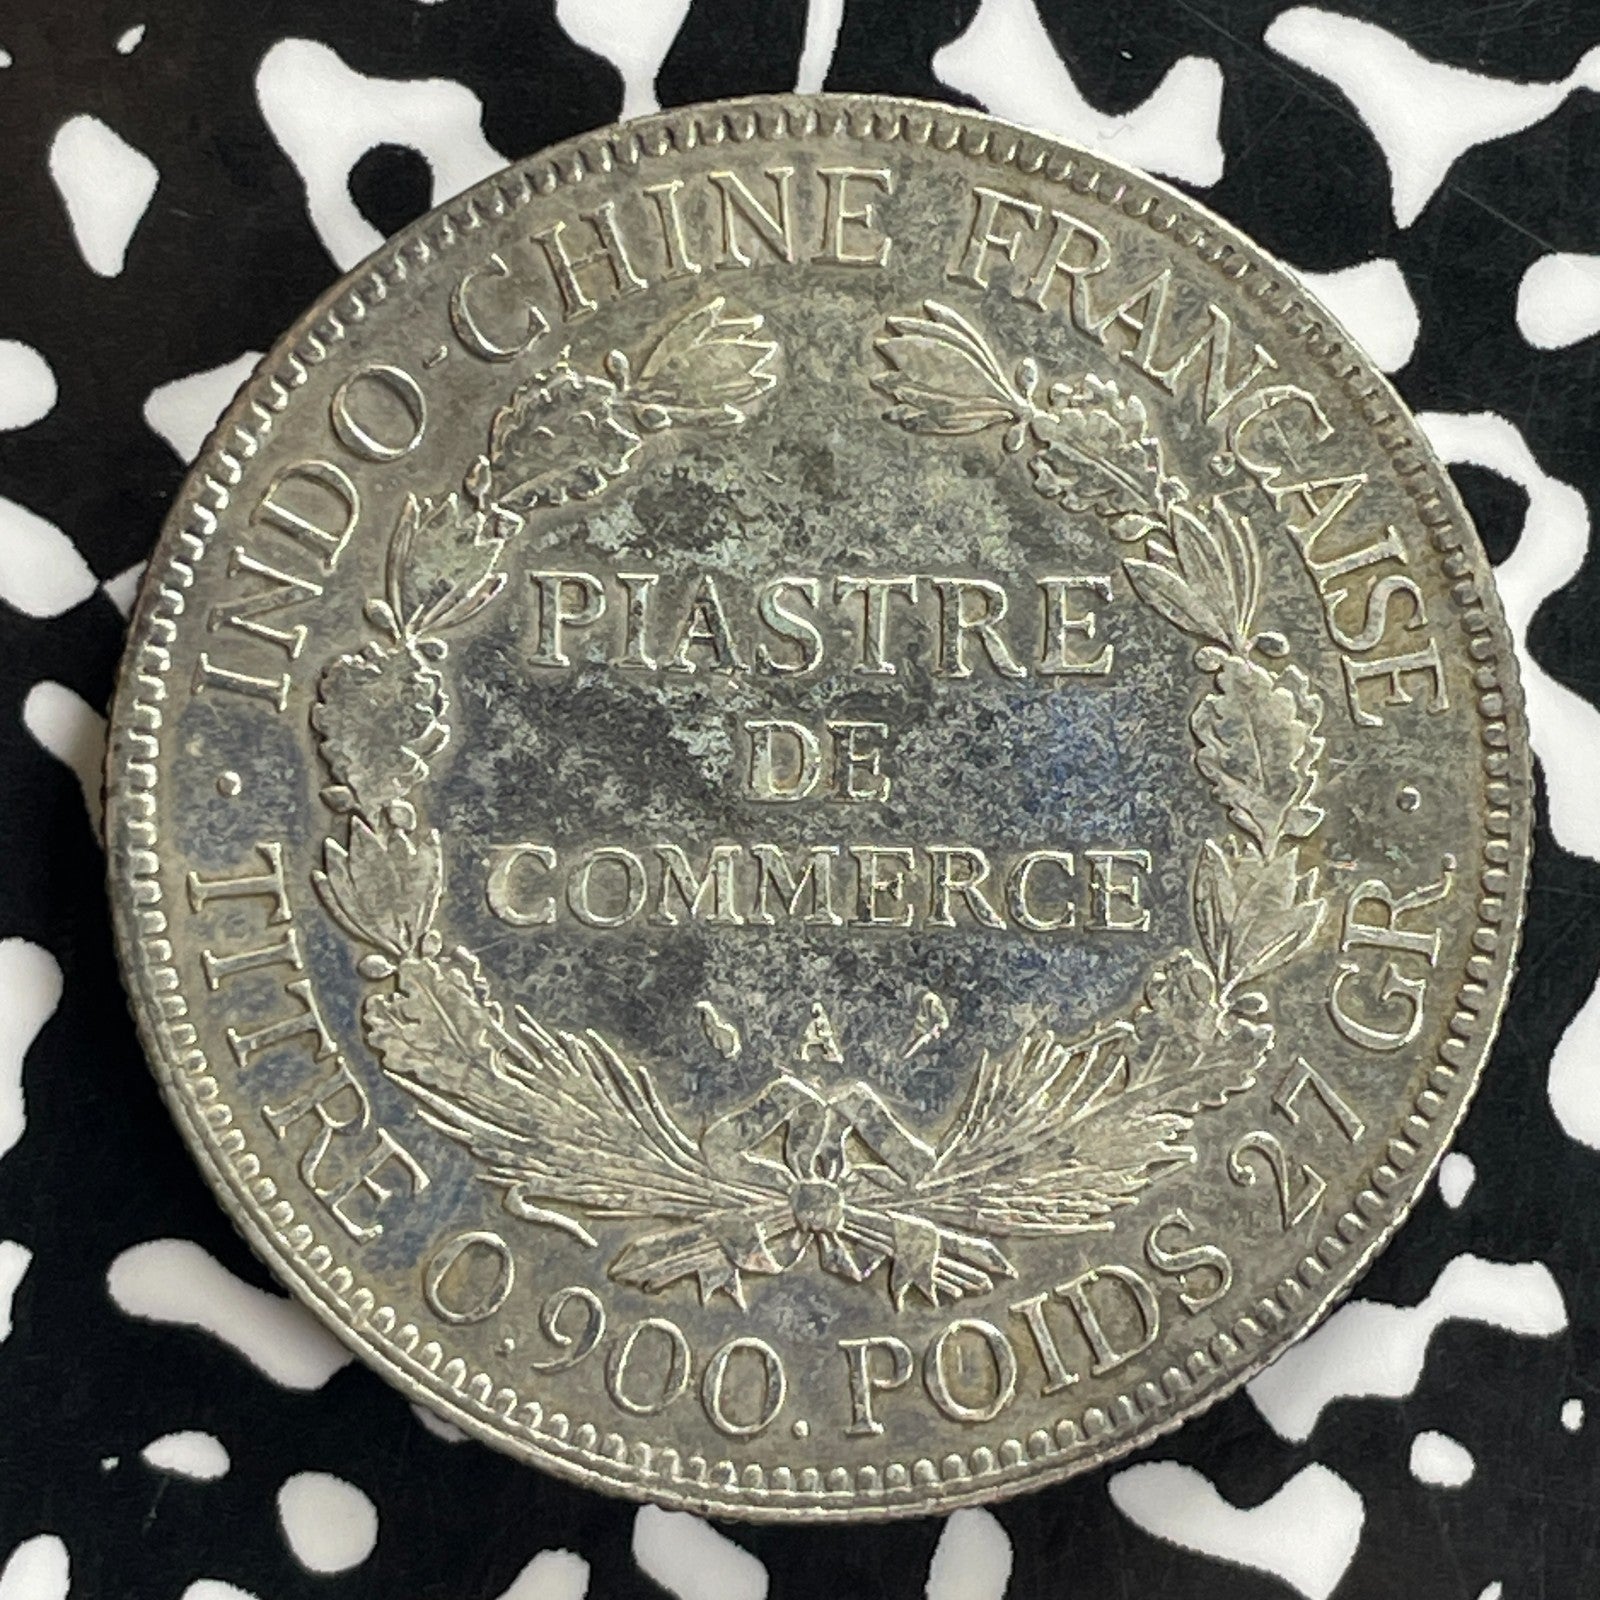 INDO-CHINE FRANÇAISE
PIASTRE
DE
COMMERCE
A
· TITRE 0,900. POIDS 27 GR. ·